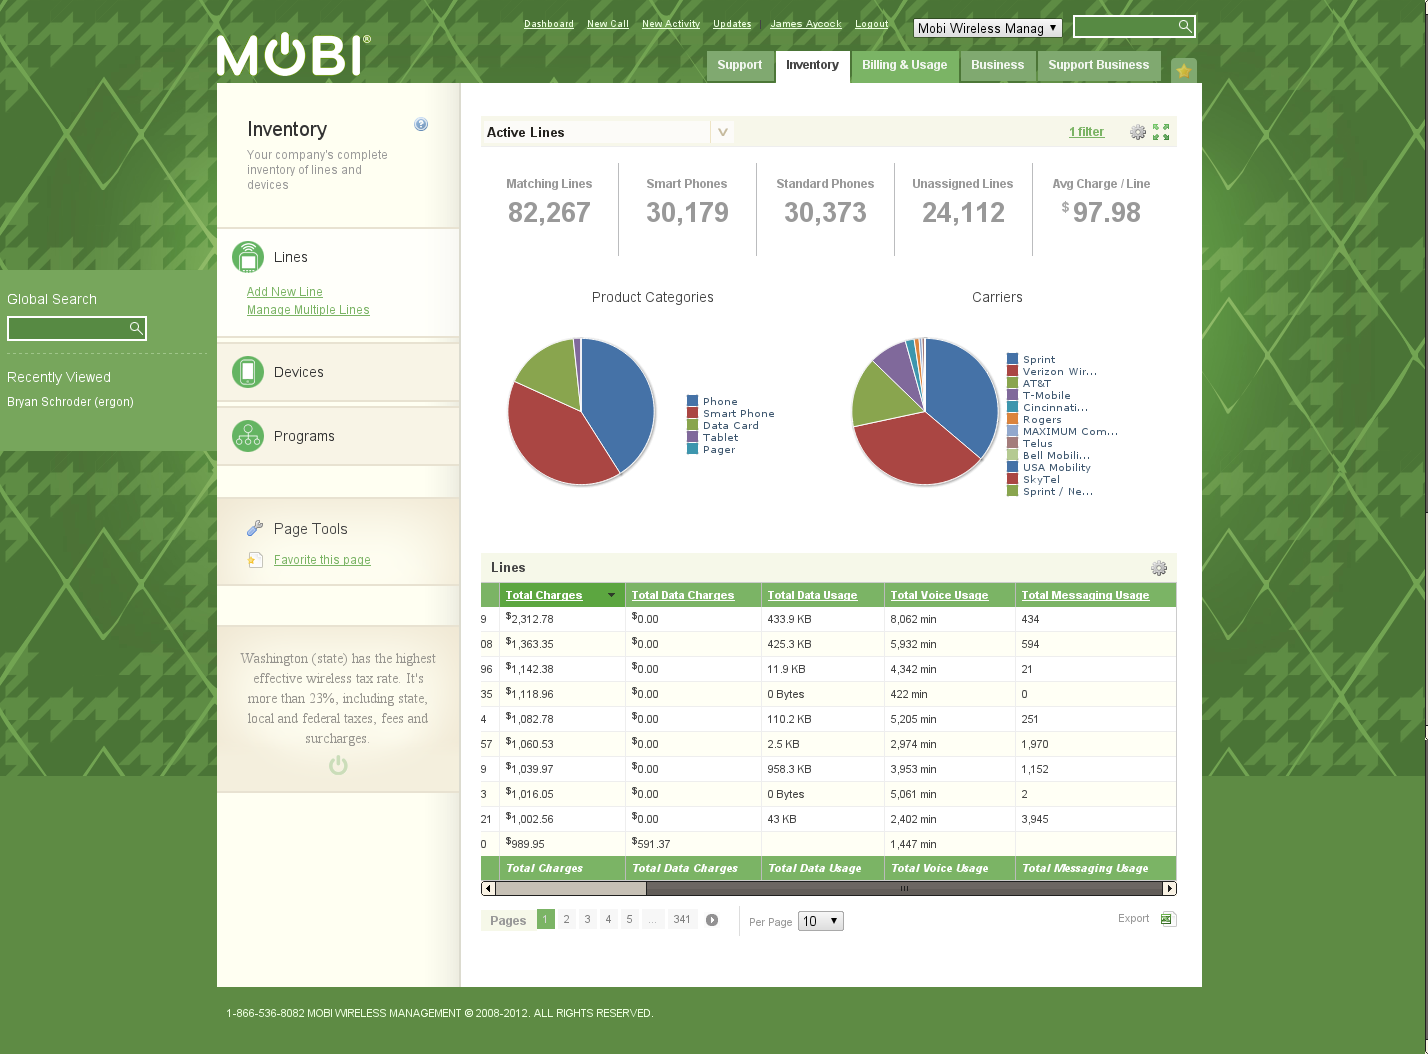 Dashboard New Call New Activity Updates | James Aycock Logout
Mobi Wireless Manag
MOBI®
Support Inventory Billing & Usage Business Support Business
Inventory
Your company's complete
inventory of lines and
devices
Lines
Add New Line
Manage Multiple Lines
Devices
Programs
Page Tools
Favorite this page
Washington (state) has the highest
effective wireless tax rate. It's
more than 23%, including state,
local and federal taxes, fees and
surcharges.
Global Search
Recently Viewed
Bryan Schroder (ergon)
Active Lines
1 filter
Matching Lines Smart Phones Standard Phones Unassigned Lines Avg Charge / Line
82,267 30,179 30,373 24,112 $97.98
Product Categories
Phone
Smart Phone
Data Card
Tablet
Pager
Carriers
Sprint
Verizon Wir...
AT&T
T-Mobile
Cincinnati...
Rogers
MAXIMUM Com...
Telus
Bell Mobili...
USA Mobility
SkyTel
Sprint / Ne...
Lines
Total Charges Total Data Charges Total Data Usage Total Voice Usage Total Messaging Usage
9 $2,312.78 $0.00 433.9 KB 8,062 min 434
08 $1,363.35 $0.00 425.3 KB 5,932 min 594
96 $1,142.38 $0.00 11.9 KB 4,342 min 21
35 $1,118.96 $0.00 0 Bytes 422 min 0
4 $1,082.78 $0.00 110.2 KB 5,205 min 251
57 $1,060.53 $0.00 2.5 KB 2,974 min 1,970
9 $1,039.97 $0.00 958.3 KB 3,953 min 1,152
3 $1,016.05 $0.00 0 Bytes 5,061 min 2
21 $1,002.56 $0.00 43 KB 2,402 min 3,945
0 $989.95 $591.37 1,447 min
Total Charges Total Data Charges Total Data Usage Total Voice Usage Total Messaging Usage
Pages 1 2 3 4 5 ... 341 Per Page 10 Export
1-866-536-8082 MOBI WIRELESS MANAGEMENT © 2008-2012. ALL RIGHTS RESERVED.